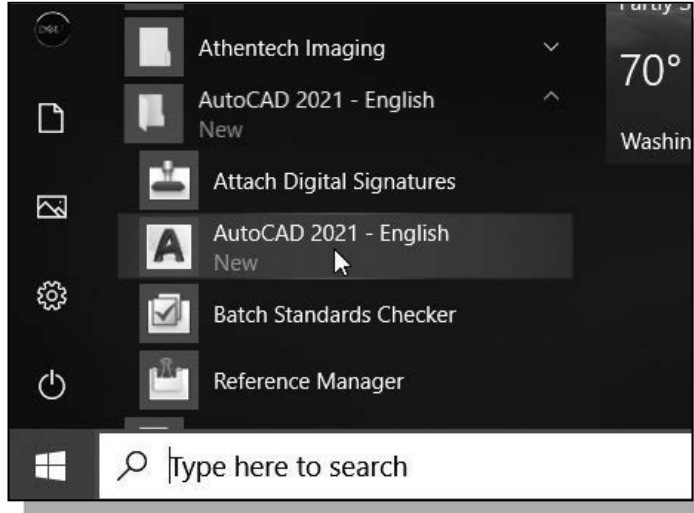 DELL
Athentech Imaging
70°
AutoCAD 2021 - English
New
Washin
Attach Digital Signatures
AutoCAD 2021 - English
New
Batch Standards Checker
Reference Manager
Type here to search